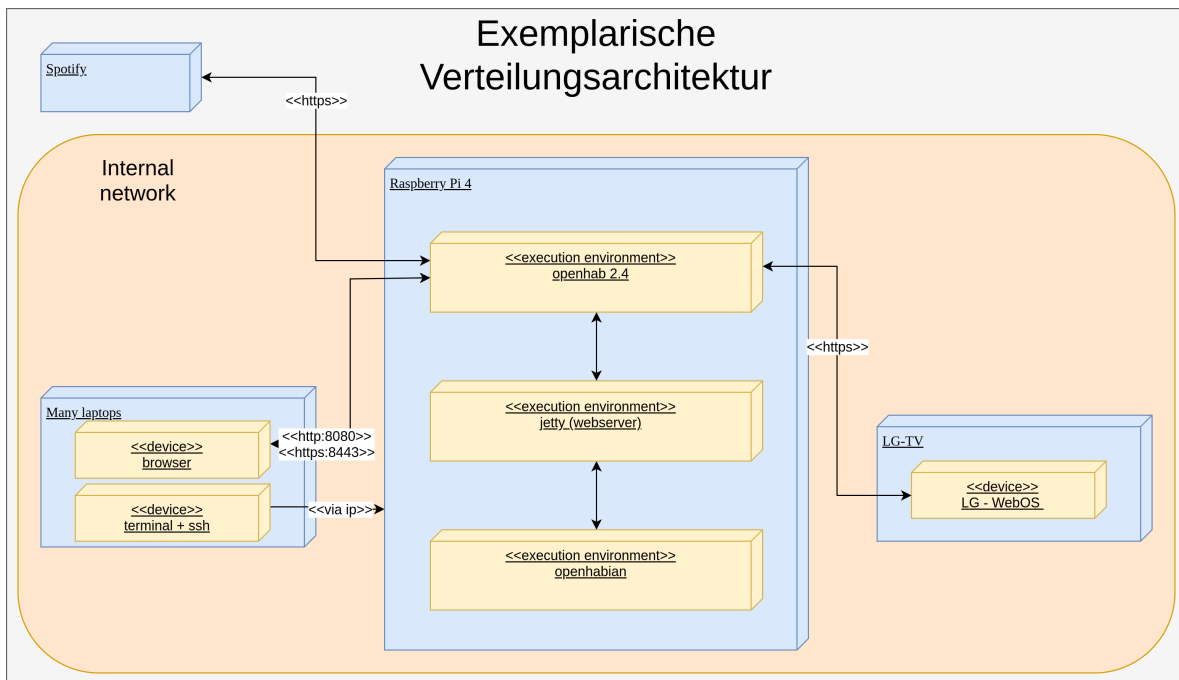 Exemplarische
Verteilungsarchitektur
Spotify
<<https>>
Internal
network
Raspberry Pi 4
<<execution environment>>
openhab 2.4
<<https>>
<<execution environment>>
jetty (webserver)
Many laptops
<<device>>
browser
<<http:8080>>
<<https:8443>>
<<device>>
terminal + ssh
<<via ip>>
LG-TV
<<device>>
LG - WebOS
<<execution environment>>
openhabian